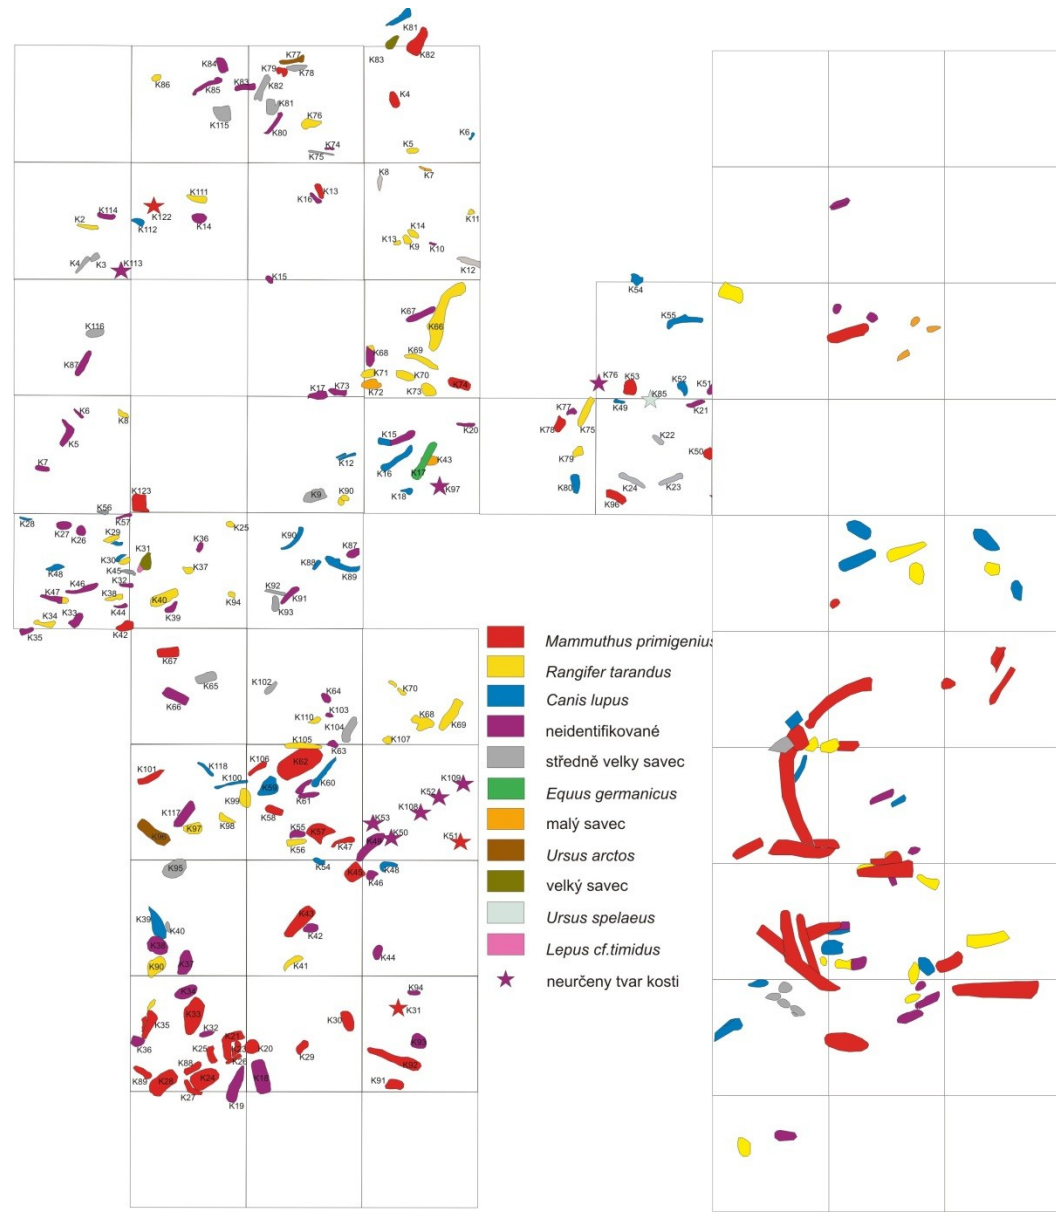 K81
K83
K82
K84
K77
K79
K78
K86
K85
K83
K82
K4
K115
K81
K80
K76
K6
K74
K75
K5
K8
K7
K13
K111
K16
K114
K2
K122
K112
K14
K11
K14
K13
K9
K10
K4
K3
K113
K12
K15
K54
K67
K55
K116
K66
K68
K69
K87
K71
K70
K76
K53
K52
K17
K73
K72
K73
K74
K85
K51
K49
K21
K6
K8
K77
K75
K20
K78
K5
K15
K22
K7
K12
K43
K79
K50
K16
K17
K80
K24
K23
K123
K9
K90
K18
K97
K96
K56
K57
K28
K27
K26
K29
K25
K90
K36
K87
K31
K30
K45
K48
K37
K88
K89
K46
K32
K92
K91
K47
K38
K40
K94
K93
K44
K39
K34
K33
K35
K42
K67
K65
K102
K64
K70
K66
K103
K110
K104
K68
K69
K105
K63
K107
Mammuthus primigenius
Rangifer tarandus
Canis lupus
neidentifikované
středně velky savec
Equus germanicus
malý savec
Ursus arctos
velký savec
Ursus spelaeus
Lepus cf.timidus
neurčeny tvar kosti
K118
K106
K62
K101
K100
K59
K60
K109
K99
K61
K52
K117
K58
K108
K98
K97
K53
K96
K55
K57
K50
K51
K56
K47
K49
K54
K48
K95
K45
K46
K39
K40
K43
K42
K38
K37
K90
K41
K44
K34
K94
K31
K33
K30
K35
K32
K21
K36
K25
K23
K20
K29
K93
K26
K88
K92
K89
K28
K24
K18
K91
K27
K19